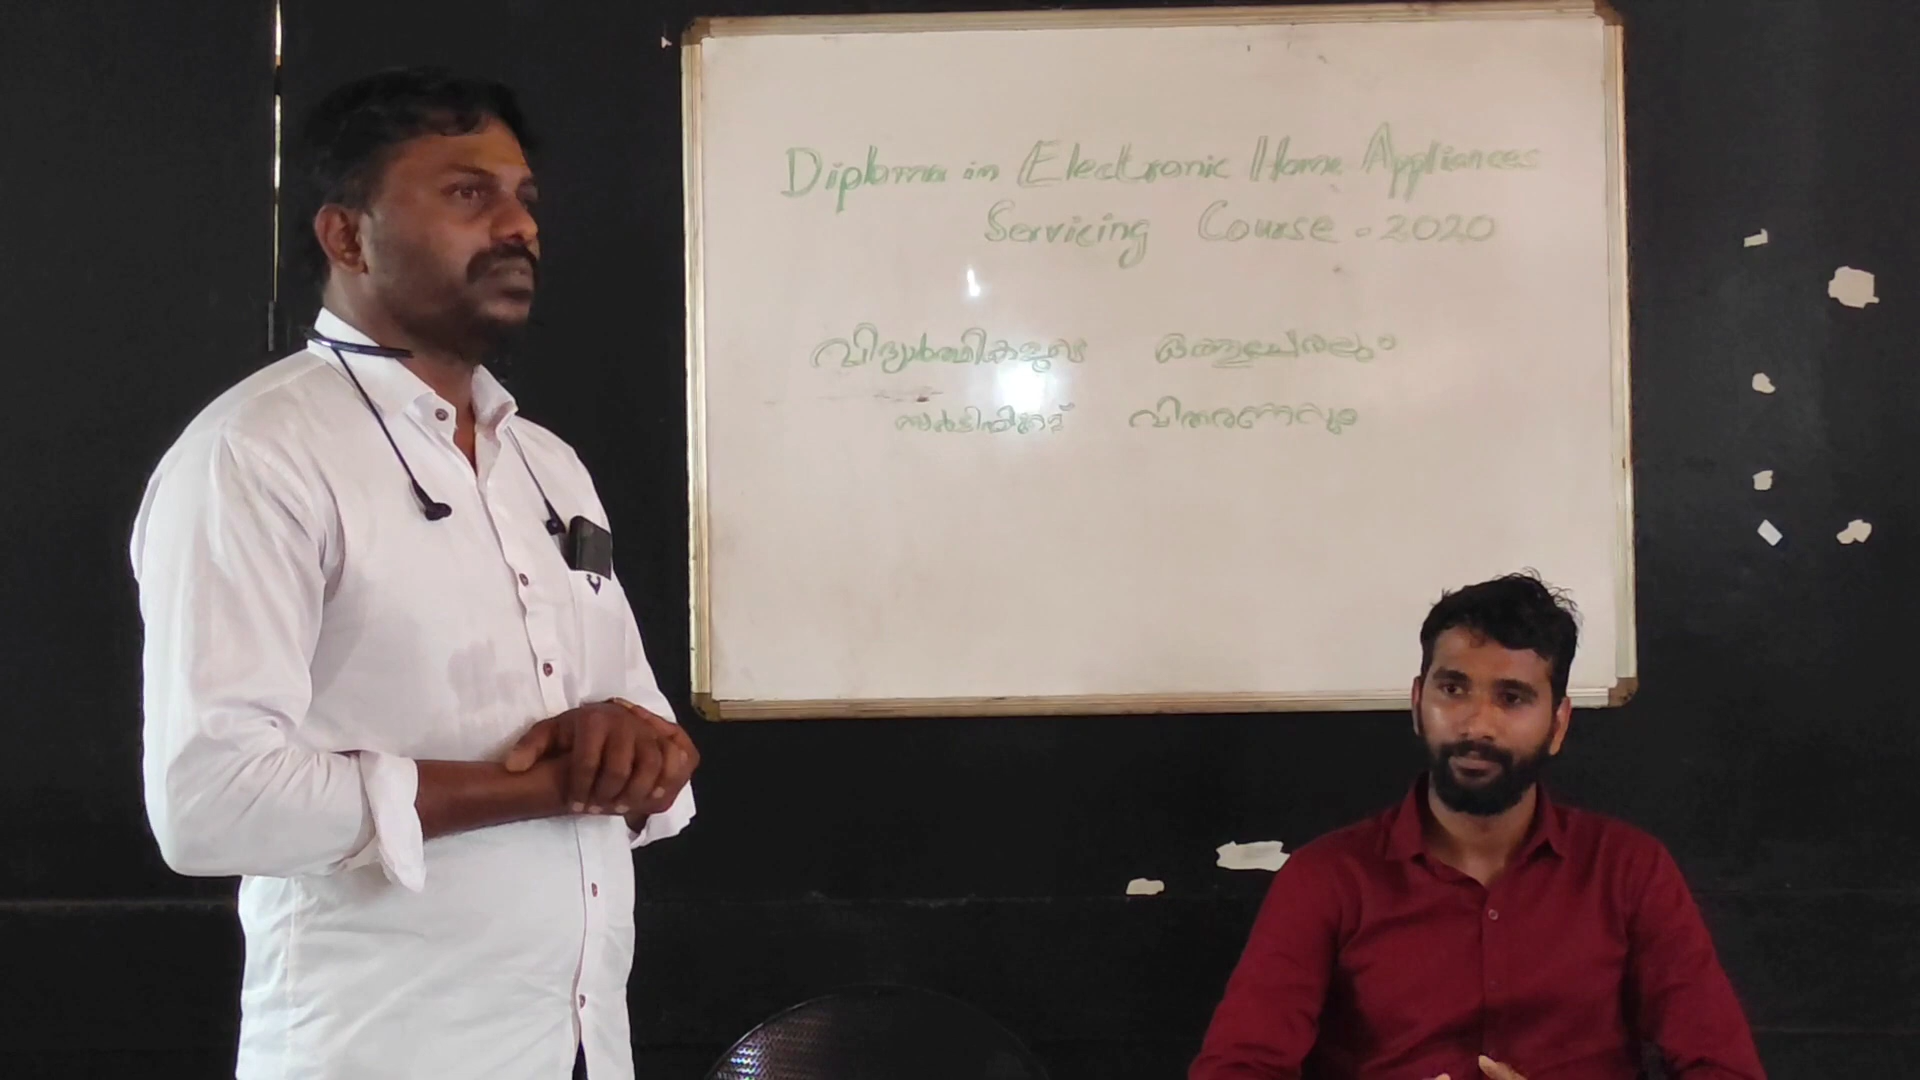 Diploma in Electronic Home Appliances
Servicing Course - 2020
വിദ്യാർത്ഥികളുടെ ഒത്തുചേരലും
സർട്ടിഫിക്കറ്റ് വിതരണവും